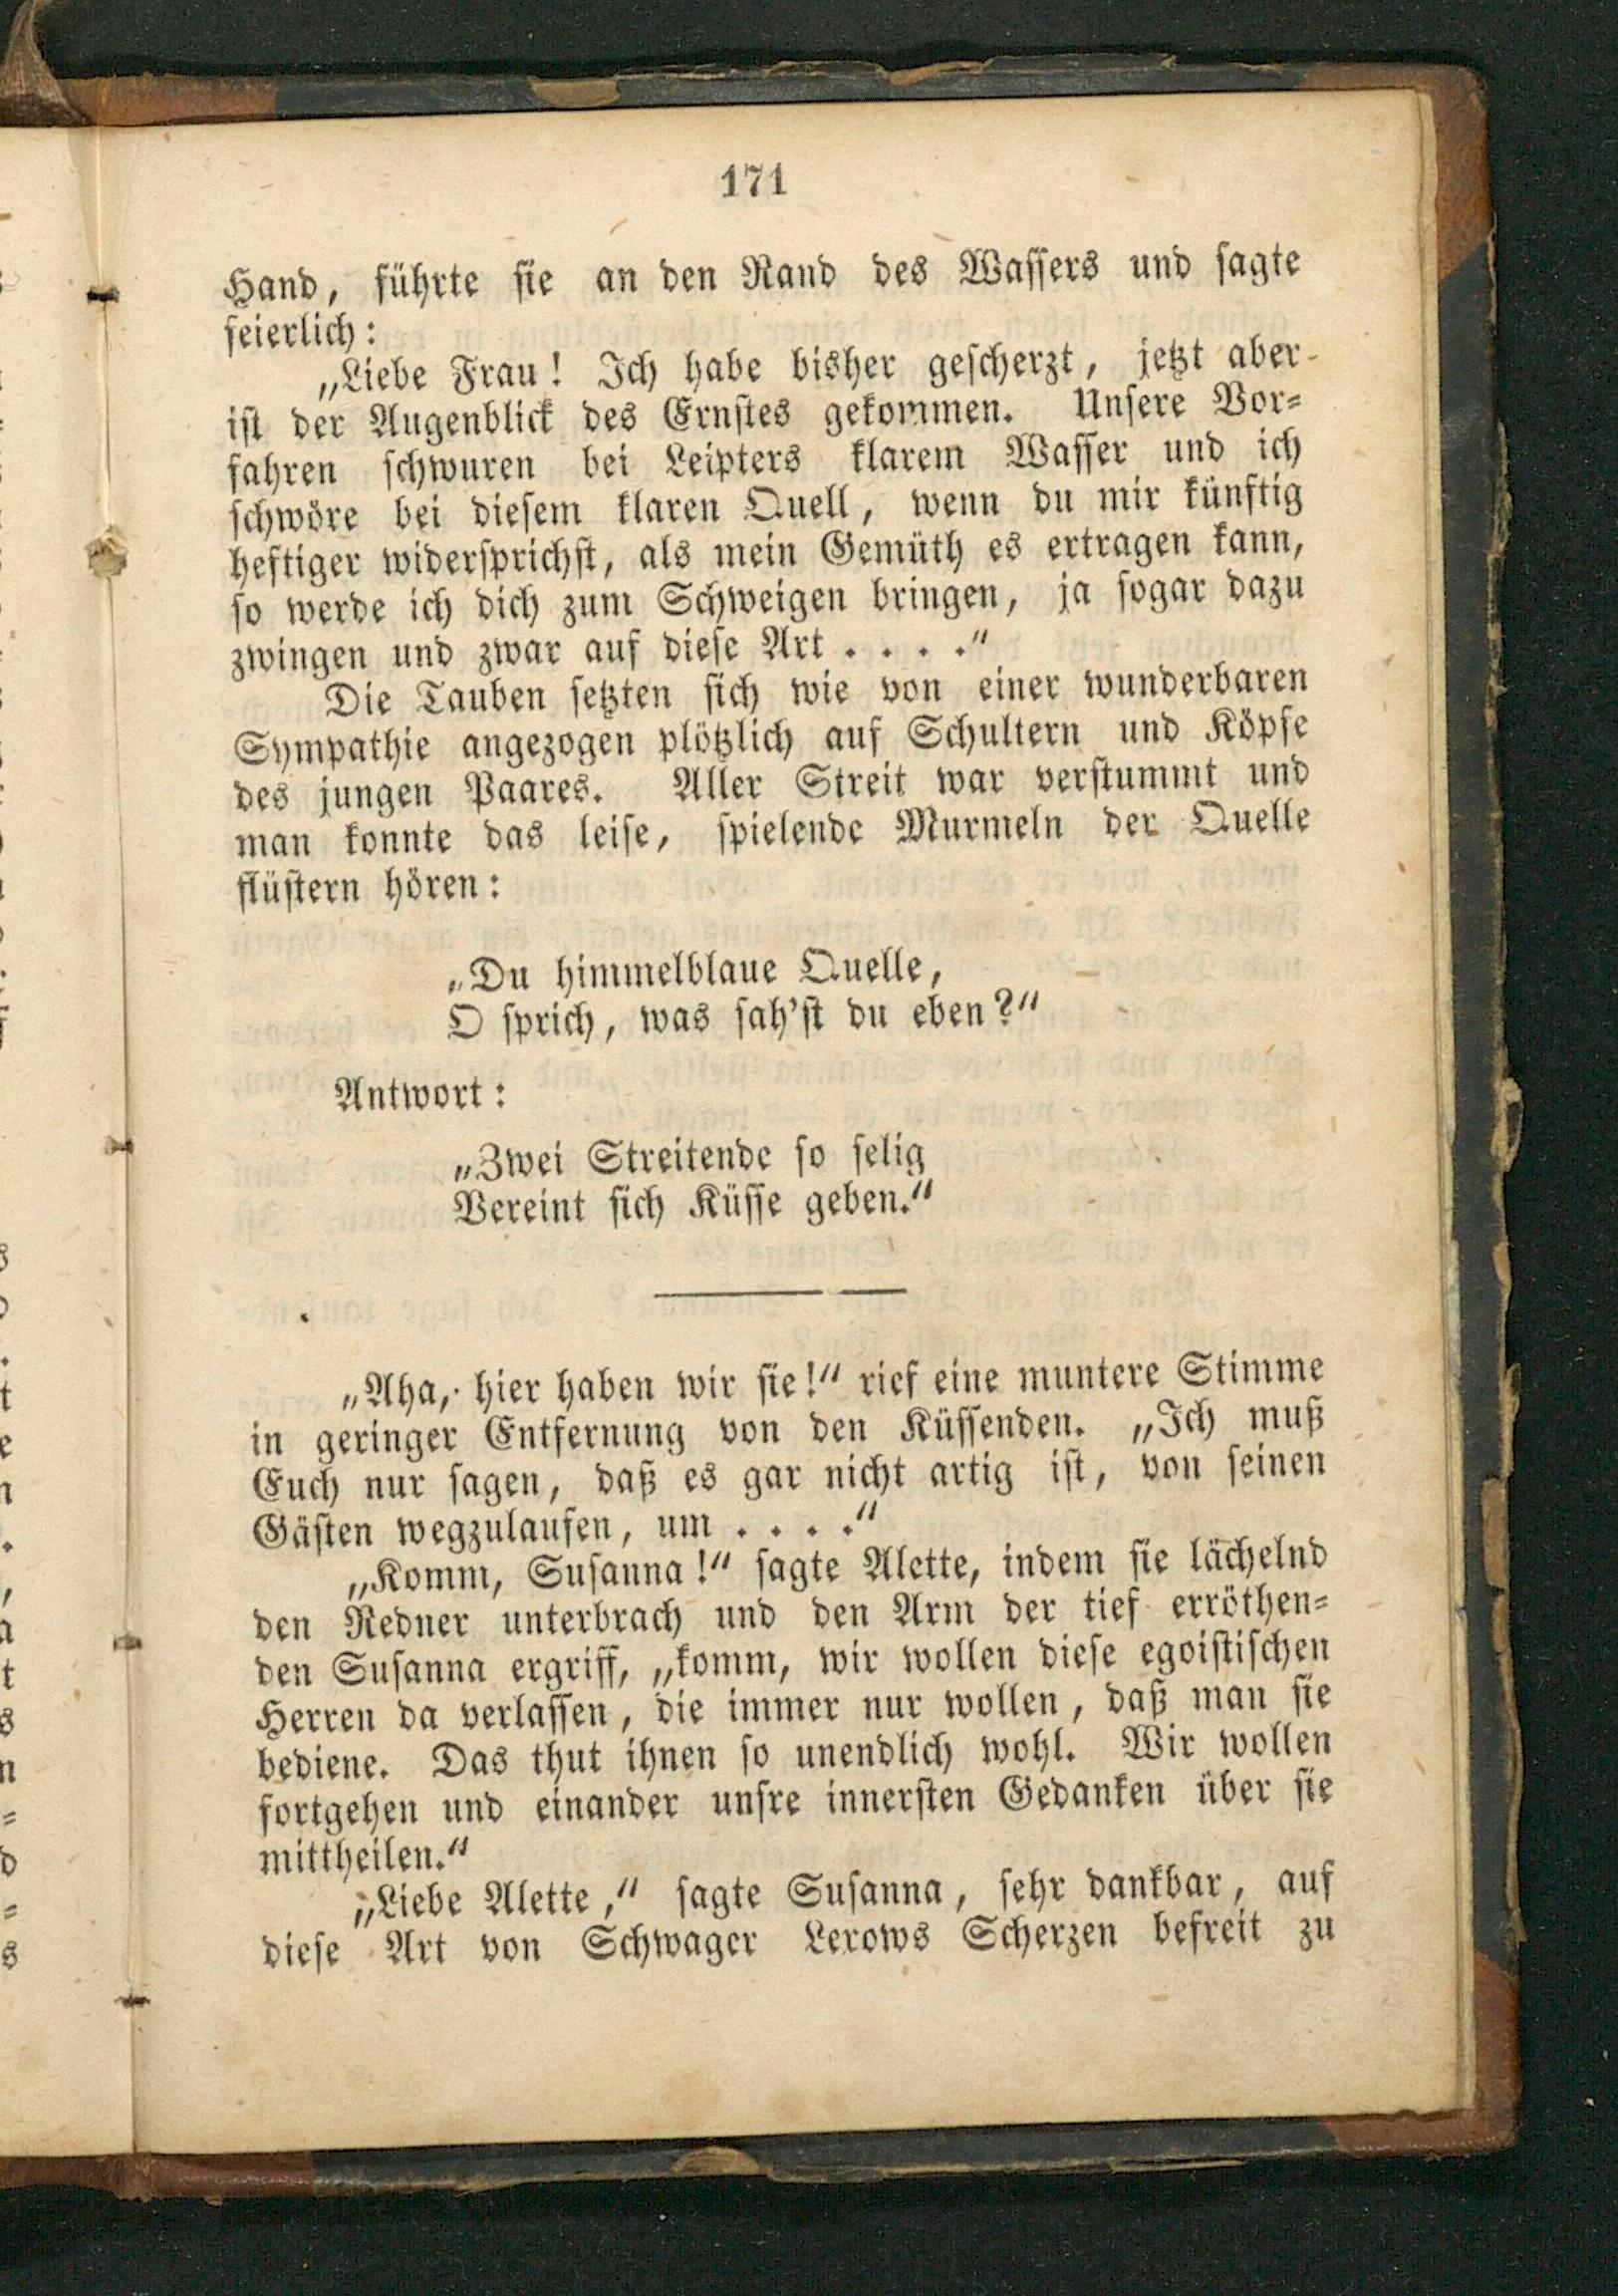 171
Hand, führte sie an den Rand des Wassers und sagte
feierlich:
„Liebe Frau! Ich habe bisher gescherzt, jetzt aber
ist der Augenblick des Ernstes gekommen. Unsere Vor-
fahren schwuren bei Leipters klarem Wasser und ich
schwöre bei diesem klaren Quell, wenn du mir künftig
heftiger widersprichst, als mein Gemüth es ertragen kann,
so werde ich dich zum Schweigen bringen, ja sogar dazu
zwingen und zwar auf diese Art . . . .“
Die Tauben setzten sich wie von einer wunderbaren
Sympathie angezogen plötzlich auf Schultern und Köpfe
des jungen Paares. Aller Streit war verstummt und
man konnte das leise, spielende Murmeln der Quelle
flüstern hören:
„Du himmelblaue Quelle,
O sprich, was sah’st du eben?“
Antwort:
„Zwei Streitende so selig
Vereint sich Küsse geben.“
„Aha, hier haben wir sie!“ rief eine muntere Stimme
in geringer Entfernung von den Küssenden. „Ich muß
Euch nur sagen, daß es gar nicht artig ist, von seinen
Gästen wegzulaufen, um . . . .“
„Komm, Susanna!“ sagte Alette, indem sie lächelnd
den Redner unterbrach und den Arm der tief erröthen-
den Susanna ergriff, „komm, wir wollen diese egoistischen
Herren da verlassen, die immer nur wollen, daß man sie
bediene. Das thut ihnen so unendlich wohl. Wir wollen
fortgehen und einander unsre innersten Gedanken über sie
mittheilen.“
„Liebe Alette,“ sagte Susanna, sehr dankbar, auf
diese Art von Schwager Lerows Scherzen befreit zu